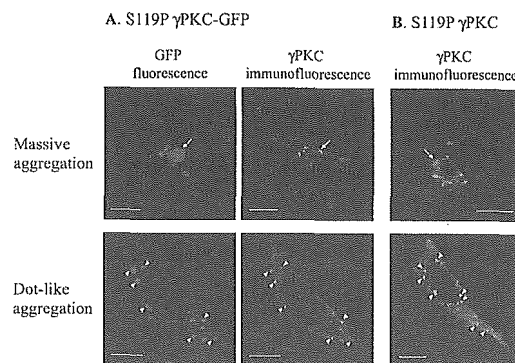 A. S119P γPKC-GFP
B. S119P γPKC
GFP
fluorescence
γPKC
immunofluorescence
γPKC
immunofluorescence
Massive
aggregation
Dot-like
aggregation